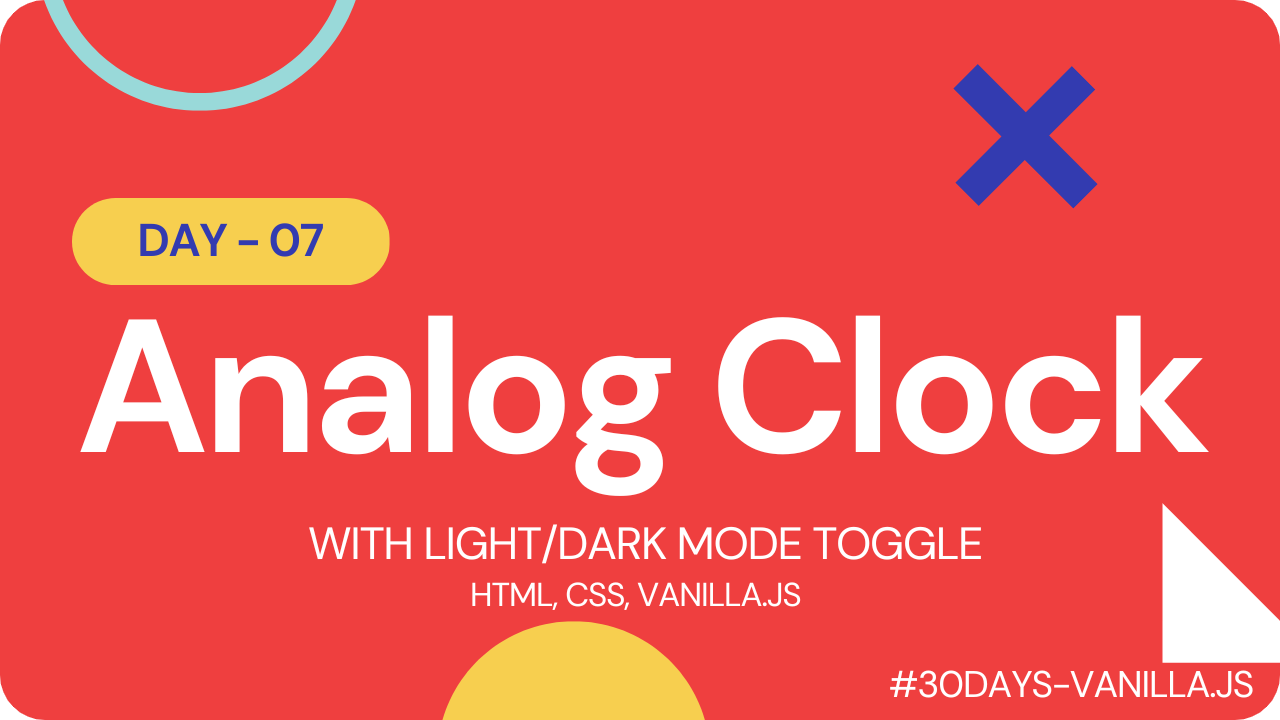 DAY - 07
Analog Clock
WITH LIGHT/DARK MODE TOGGLE
HTML, CSS, VANILLA.JS
#30DAYS-VANILLA.JS